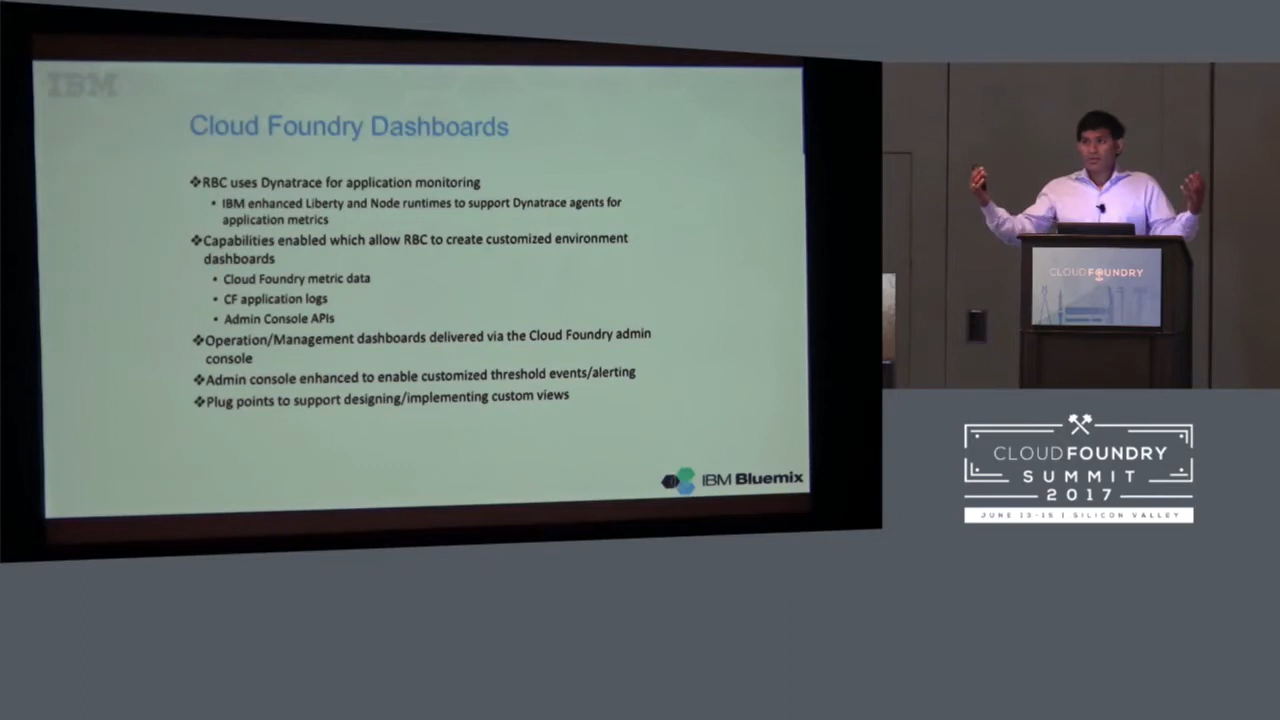 IBM
Cloud Foundry Dashboards
❖RBC uses Dynatrace for application monitoring
• IBM enhanced Liberty and Node runtimes to support Dynatrace agents for
application metrics
❖Capabilities enabled which allow RBC to create customized environment
dashboards
• Cloud Foundry metric data
• CF application logs
• Admin Console APIs
❖Operation/Management dashboards delivered via the Cloud Foundry admin
console
❖Admin console enhanced to enable customized threshold events/alerting
❖Plug points to support designing/implementing custom views
IBM Bluemix
CLOUDFOUNDRY
CLOUDFOUNDRY
SUMMIT
2017
JUNE 13-15 | SILICON VALLEY